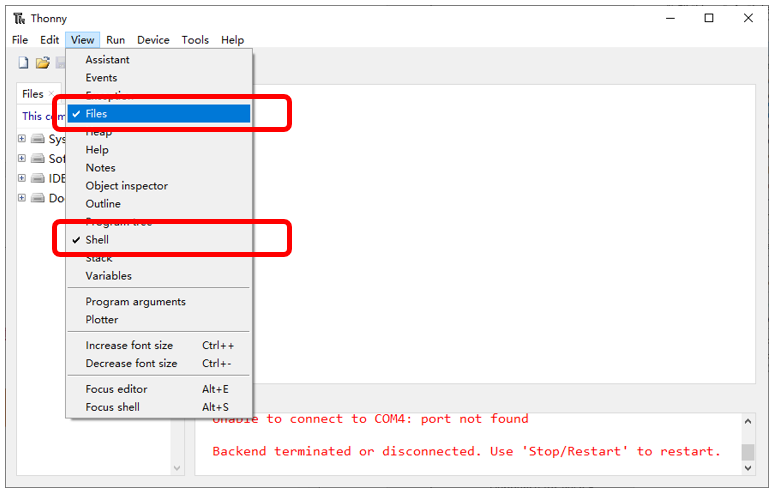 Thonny
File Edit View Run Device Tools Help
Files
This com
Sys
Sof
IDE
Do
Assistant
Events
Exception
Files
Heap
Help
Notes
Object inspector
Outline
Program tree
Shell
Stack
Variables
Program arguments
Plotter
Increase font size Ctrl++
Decrease font size Ctrl+-
Focus editor Alt+E
Focus shell Alt+S
Unable to connect to COM4: port not found
Backend terminated or disconnected. Use 'Stop/Restart' to restart.